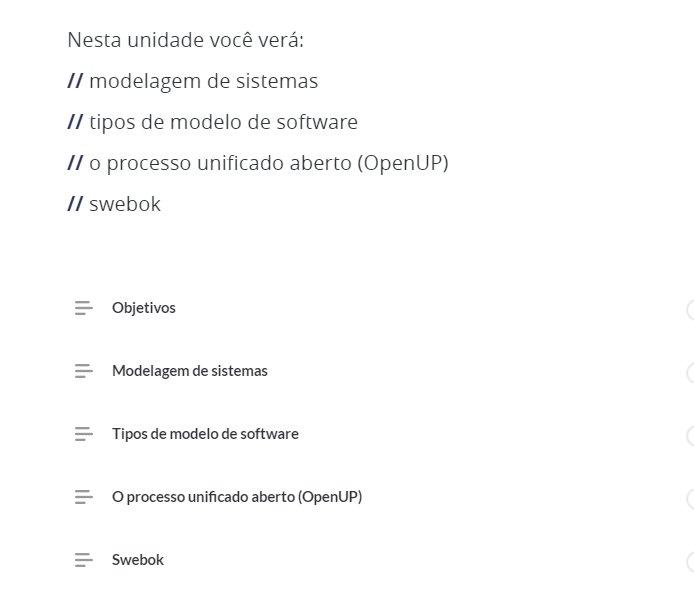 Nesta unidade você verá:
// modelagem de sistemas
// tipos de modelo de software
// o processo unificado aberto (OpenUP)
// swebok
Objetivos
Modelagem de sistemas
Tipos de modelo de software
O processo unificado aberto (OpenUP)
Swebok